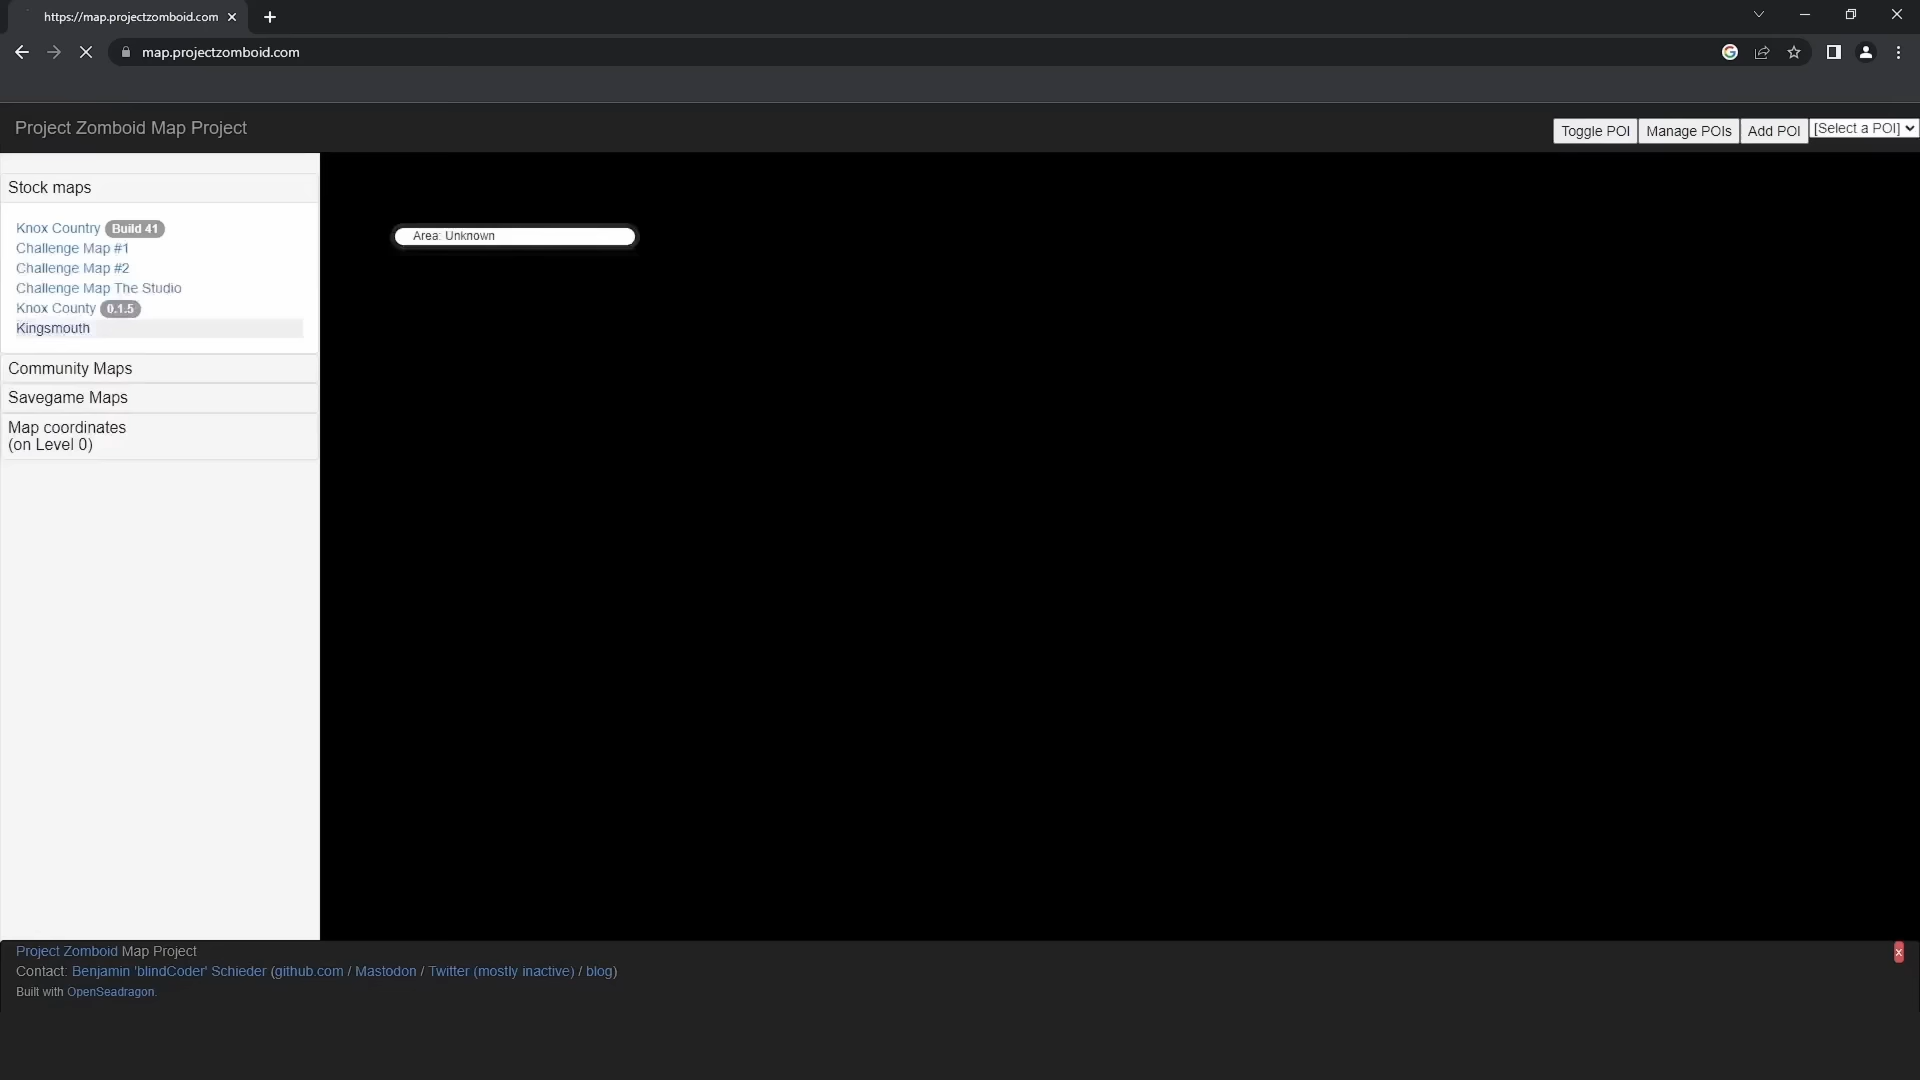 https://map.projectzomboid.com
map.projectzomboid.com
Project Zomboid Map Project
Toggle POI Manage POIs Add POI [Select a POI]
Stock maps
Knox Country Build 41
Challenge Map #1
Challenge Map #2
Challenge Map The Studio
Knox County 0.1.5
Kingsmouth
Community Maps
Savegame Maps
Map coordinates
(on Level 0)
Area: Unknown
Project Zomboid Map Project
x
Contact: Benjamin 'blindCoder' Schieder (github.com / Mastodon / Twitter (mostly inactive) / blog)
Built with OpenSeadragon.